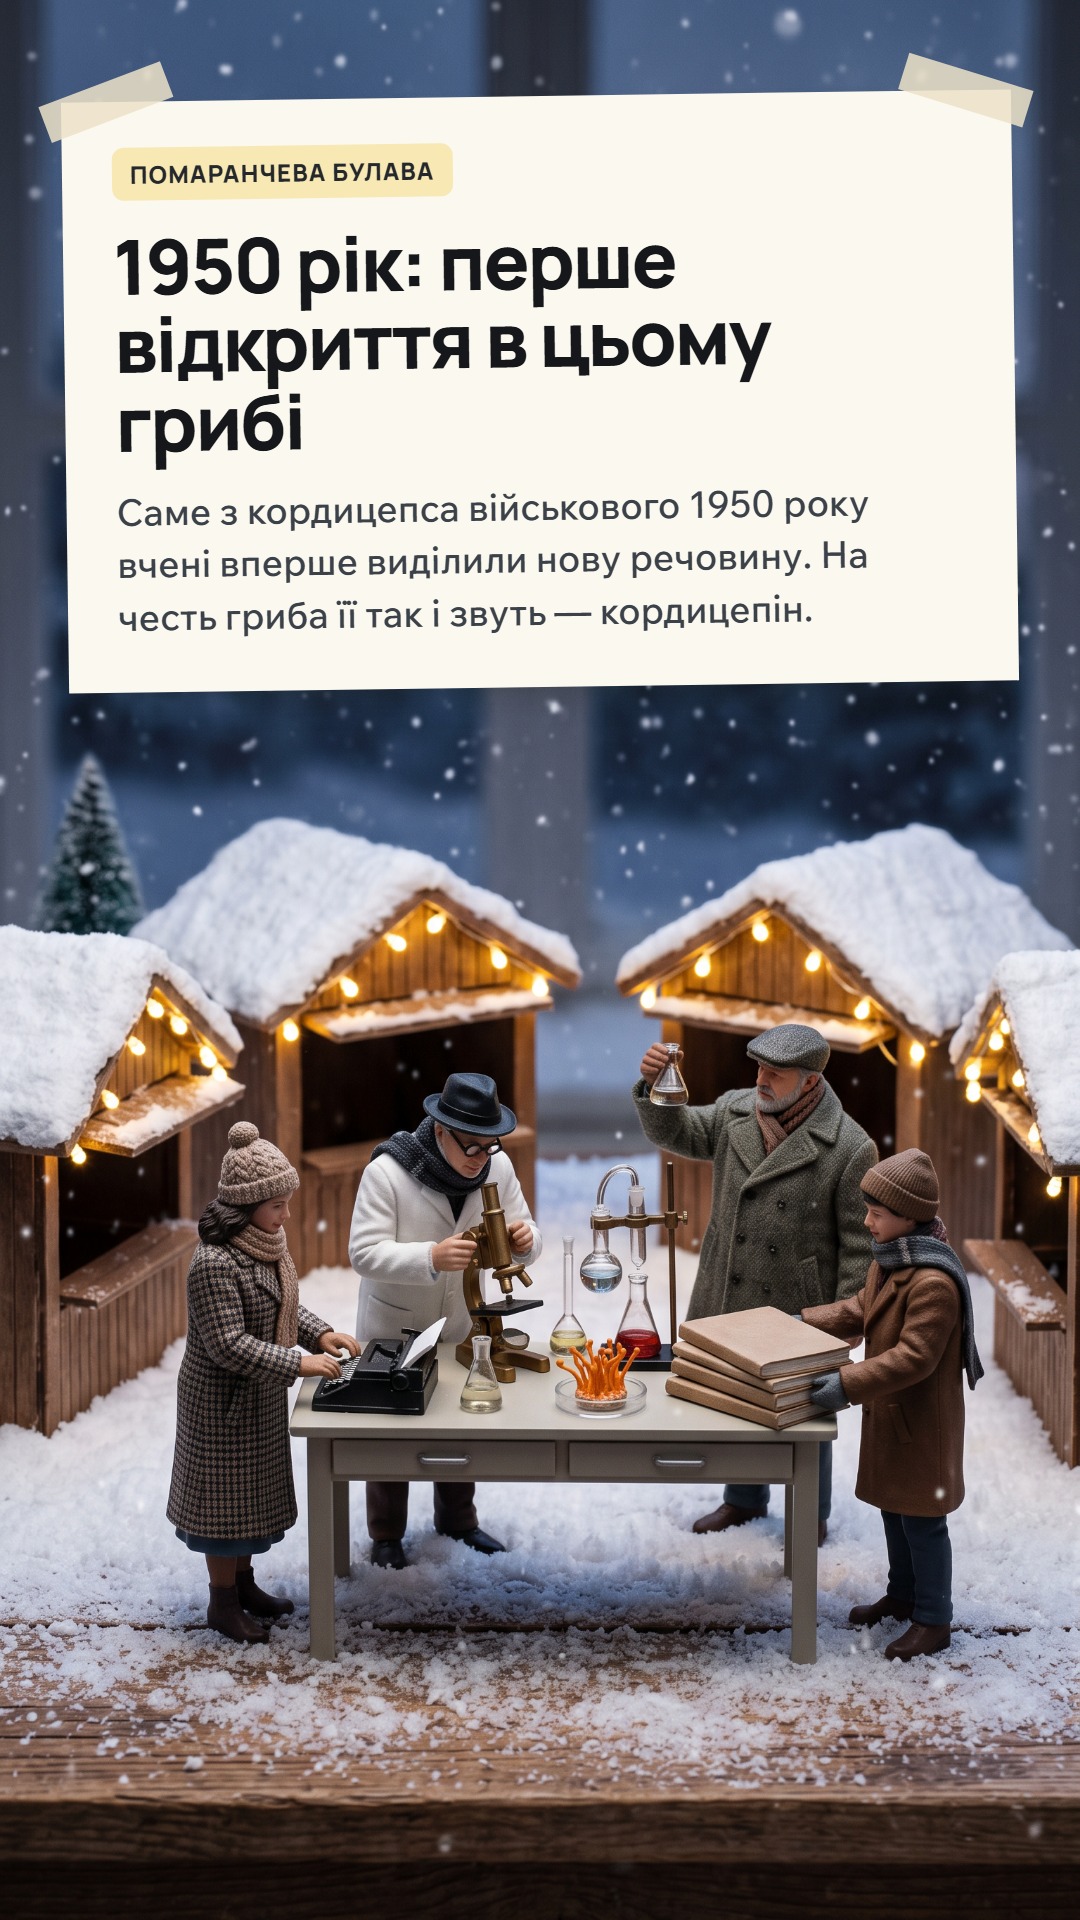 ПОМАРАНЧЕВА БУЛАВА
1950 рік: перше
відкриття в цьому
грибі
Саме з кордицепса військового 1950 року
вчені вперше виділили нову речовину. На
честь гриба її так і звуть — кордицепін.